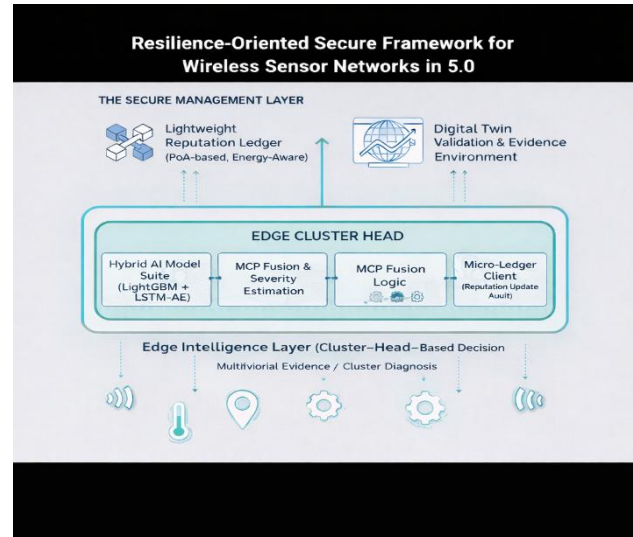 Resilience-Oriented Secure Framework for
Wireless Sensor Networks in 5.0
THE SECURE MANAGEMENT LAYER
Lightweight
Reputation Ledger
(PoA-based, Energy-Aware)
Digital Twin
Validation & Evidence
Environment
EDGE CLUSTER HEAD
Hybrid AI Model
Suite
(LightGBM +
LSTM-AE)
MCP Fusion &
Severity
Estimation
MCP Fusion
Logic
Micro-Ledger
Client
(Reputation Update
Auult)
Edge Intelligence Layer (Cluster–Head–Based Decision
Multifviorial Evidence / Cluster Diagnosis